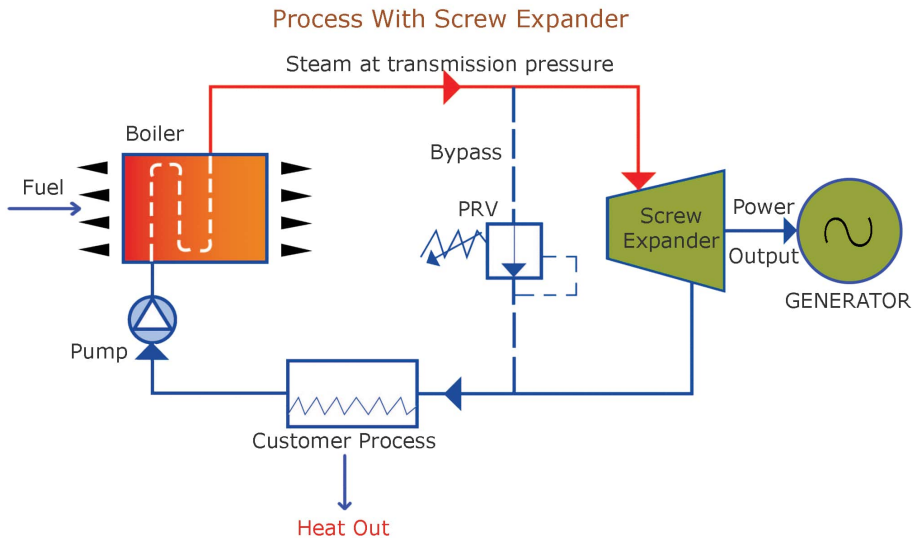 Process With Screw Expander
Steam at transmission pressure
Boiler
Bypass
Fuel
PRV
Screw
Expander
Power
Output
GENERATOR
Pump
Customer Process
Heat Out